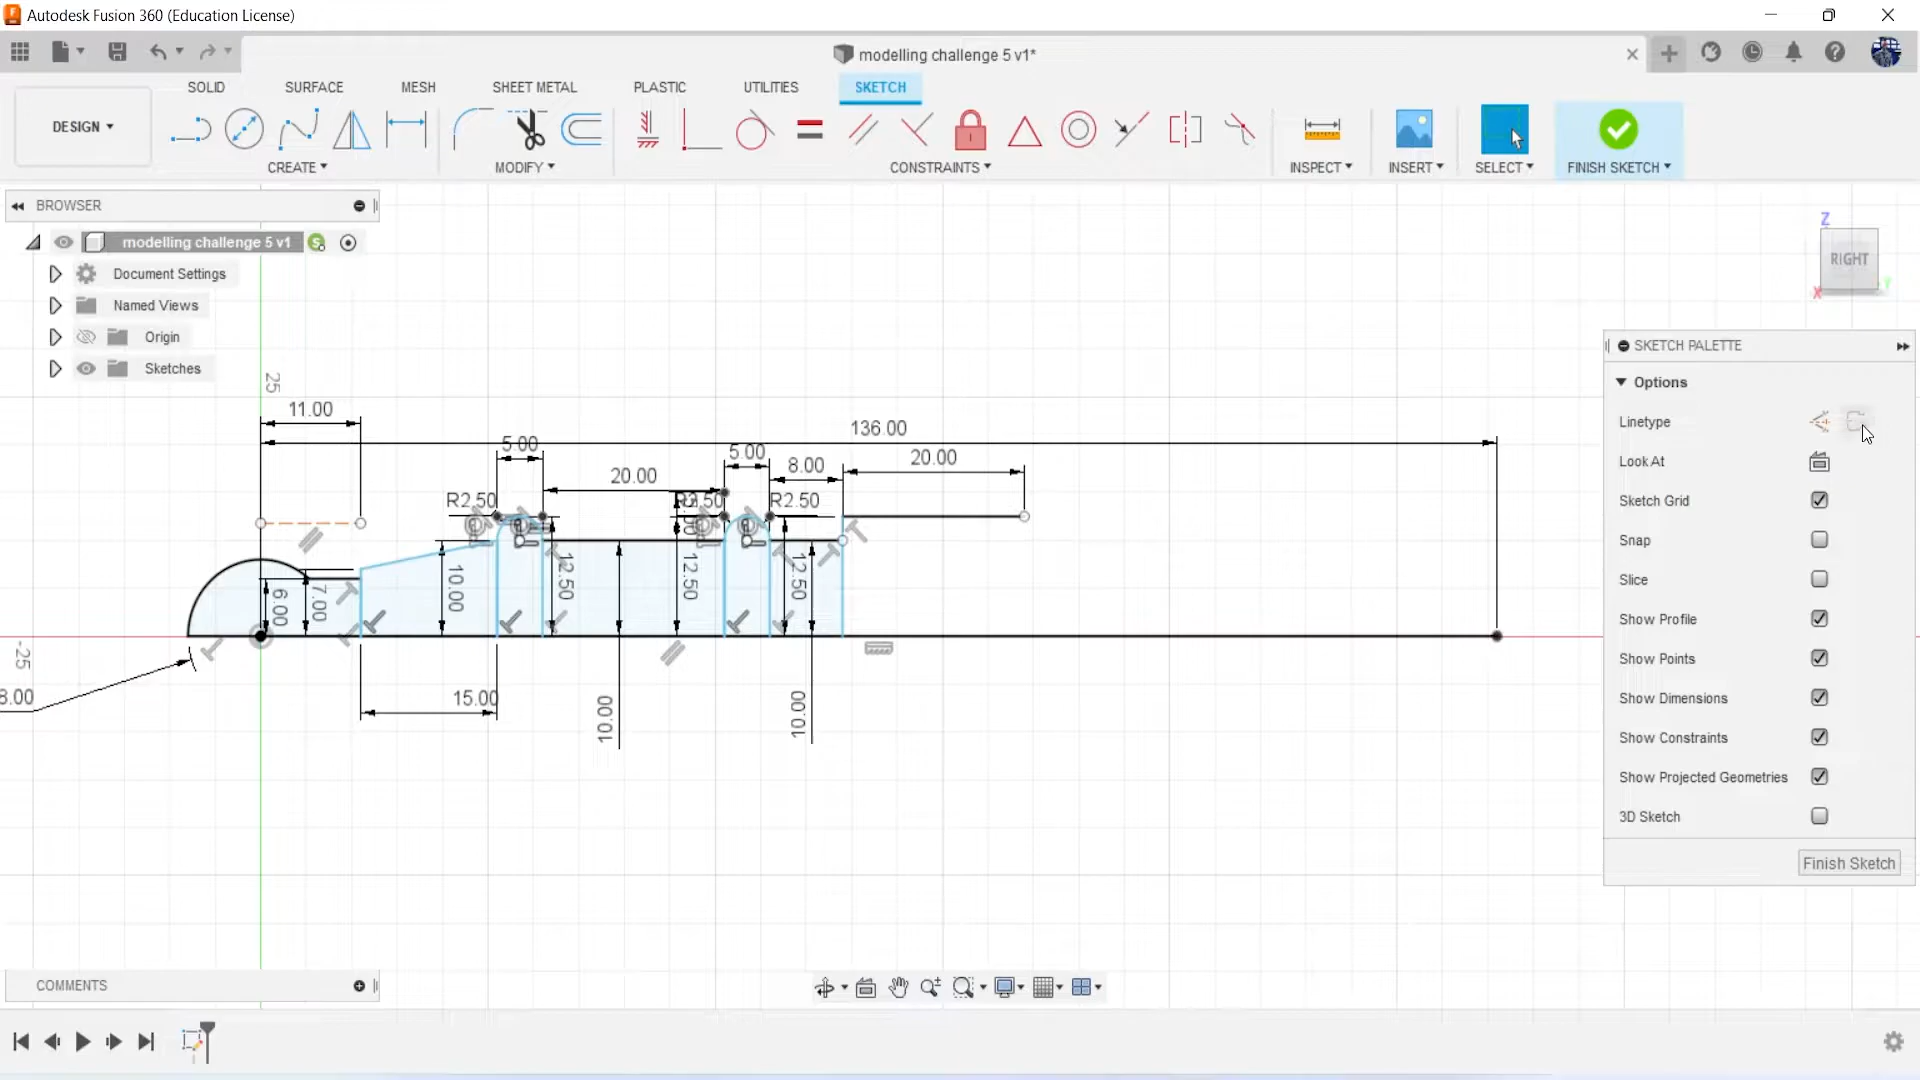 Autodesk Fusion 360 (Education License)
modelling challenge 5 v1*
SOLID
SURFACE
MESH
SHEET METAL
PLASTIC
UTILITIES
SKETCH
DESIGN
CREATE
MODIFY
CONSTRAINTS
INSPECT
INSERT
SELECT
FINISH SKETCH
BROWSER
modelling challenge 5 v1
Document Settings
Named Views
Origin
Sketches
Z
RIGHT
X
Y
SKETCH PALETTE
Options
Linetype
Look At
Sketch Grid
Snap
Slice
Show Profile
Show Points
Show Dimensions
Show Constraints
Show Projected Geometries
3D Sketch
Finish Sketch
25
11.00
136.00
5.00
5.00
20.00
8.00
20.00
R2.50
R2.50
12.50
12.50
12.50
10.00
6.00
7.00
-25
8.00
15.00
10.00
10.00
COMMENTS